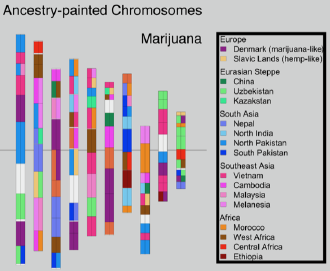 Ancestry-painted Chromosomes
Marijuana
Europe
Denmark (marijuana-like)
Slavic Lands (hemp-like)
Eurasian Steppe
China
Uzbekistan
Kazakstan
South Asia
Nepal
North India
North Pakistan
South Pakistan
Southeast Asia
Vietnam
Cambodia
Malaysia
Melanesia
Africa
Morocco
West Africa
Central Africa
Ethiopia